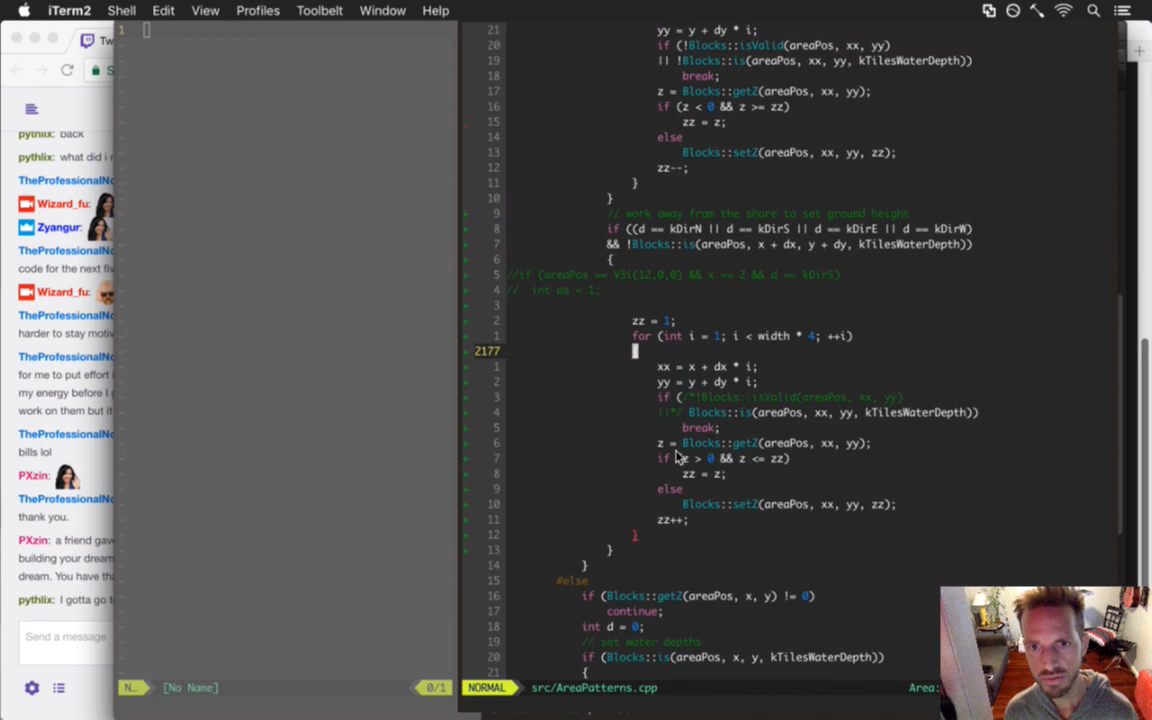 iTerm2 Shell Edit View Profiles Toolbelt Window Help
Tw
pythlix: back
pythlix: what did i
TheProfessionalNo
Wizard_fu:
Zyangur:
TheProfessionalNo
code for the next five
Wizard_fu:
TheProfessionalNo
harder to stay motiv
TheProfessionalNo
for me to put effort i
my energy before I
work on them but it
TheProfessionalNo
bills lol
PXzin:
TheProfessionalNo
thank you.
PXzin: a friend gave
building your dream
dream. You have tha
pythlix: I gotta go t
Send a message
1
N… [No Name] 0/1
21 yy = y + dy * i;
20 if (!Blocks::isValid(areaPos, xx, yy)
19 || !Blocks::is(areaPos, xx, yy, kTilesWaterDepth))
18 break;
17 z = Blocks::getZ(areaPos, xx, yy);
16 if (z < 0 && z >= zz)
15 zz = z;
14 else
13 Blocks::setZ(areaPos, xx, yy, zz);
12 zz--;
11 }
10 }
9 // work away from the shore to set ground height
8 if ((d == kDirN || d == kDirS || d == kDirE || d == kDirW)
7 && !Blocks::is(areaPos, x + dx, y + dy, kTilesWaterDepth))
6 {
5 //if (areaPos == V3i(12,0,0) && x == 2 && d == kDirS)
4 // int as = 1;
3
2 zz = 1;
1 for (int i = 1; i < width * 4; ++i)
2177
1 xx = x + dx * i;
2 yy = y + dy * i;
3 if (/*!Blocks::isValid(areaPos, xx, yy)
4 ||*/ Blocks::is(areaPos, xx, yy, kTilesWaterDepth))
5 break;
6 z = Blocks::getZ(areaPos, xx, yy);
7 if (z > 0 && z <= zz)
8 zz = z;
9 else
10 Blocks::setZ(areaPos, xx, yy, zz);
11 zz++;
12 }
13 }
14 }
15 #else
16 if (Blocks::getZ(areaPos, x, y) != 0)
17 continue;
18 int d = 0;
19 // set water depths
20 if (Blocks::is(areaPos, x, y, kTilesWaterDepth))
21 {
NORMAL src/AreaPatterns.cpp Area: